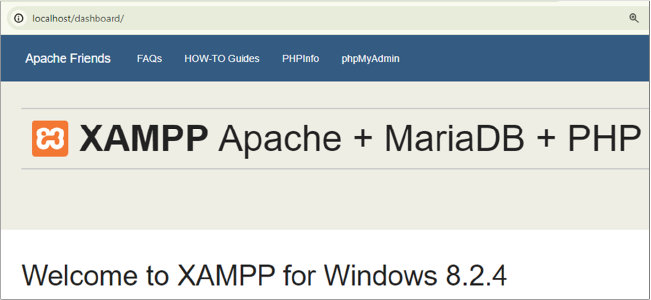 localhost/dashboard/
Apache Friends FAQs HOW-TO Guides PHPInfo phpMyAdmin
XAMPP Apache + MariaDB + PHP
Welcome to XAMPP for Windows 8.2.4